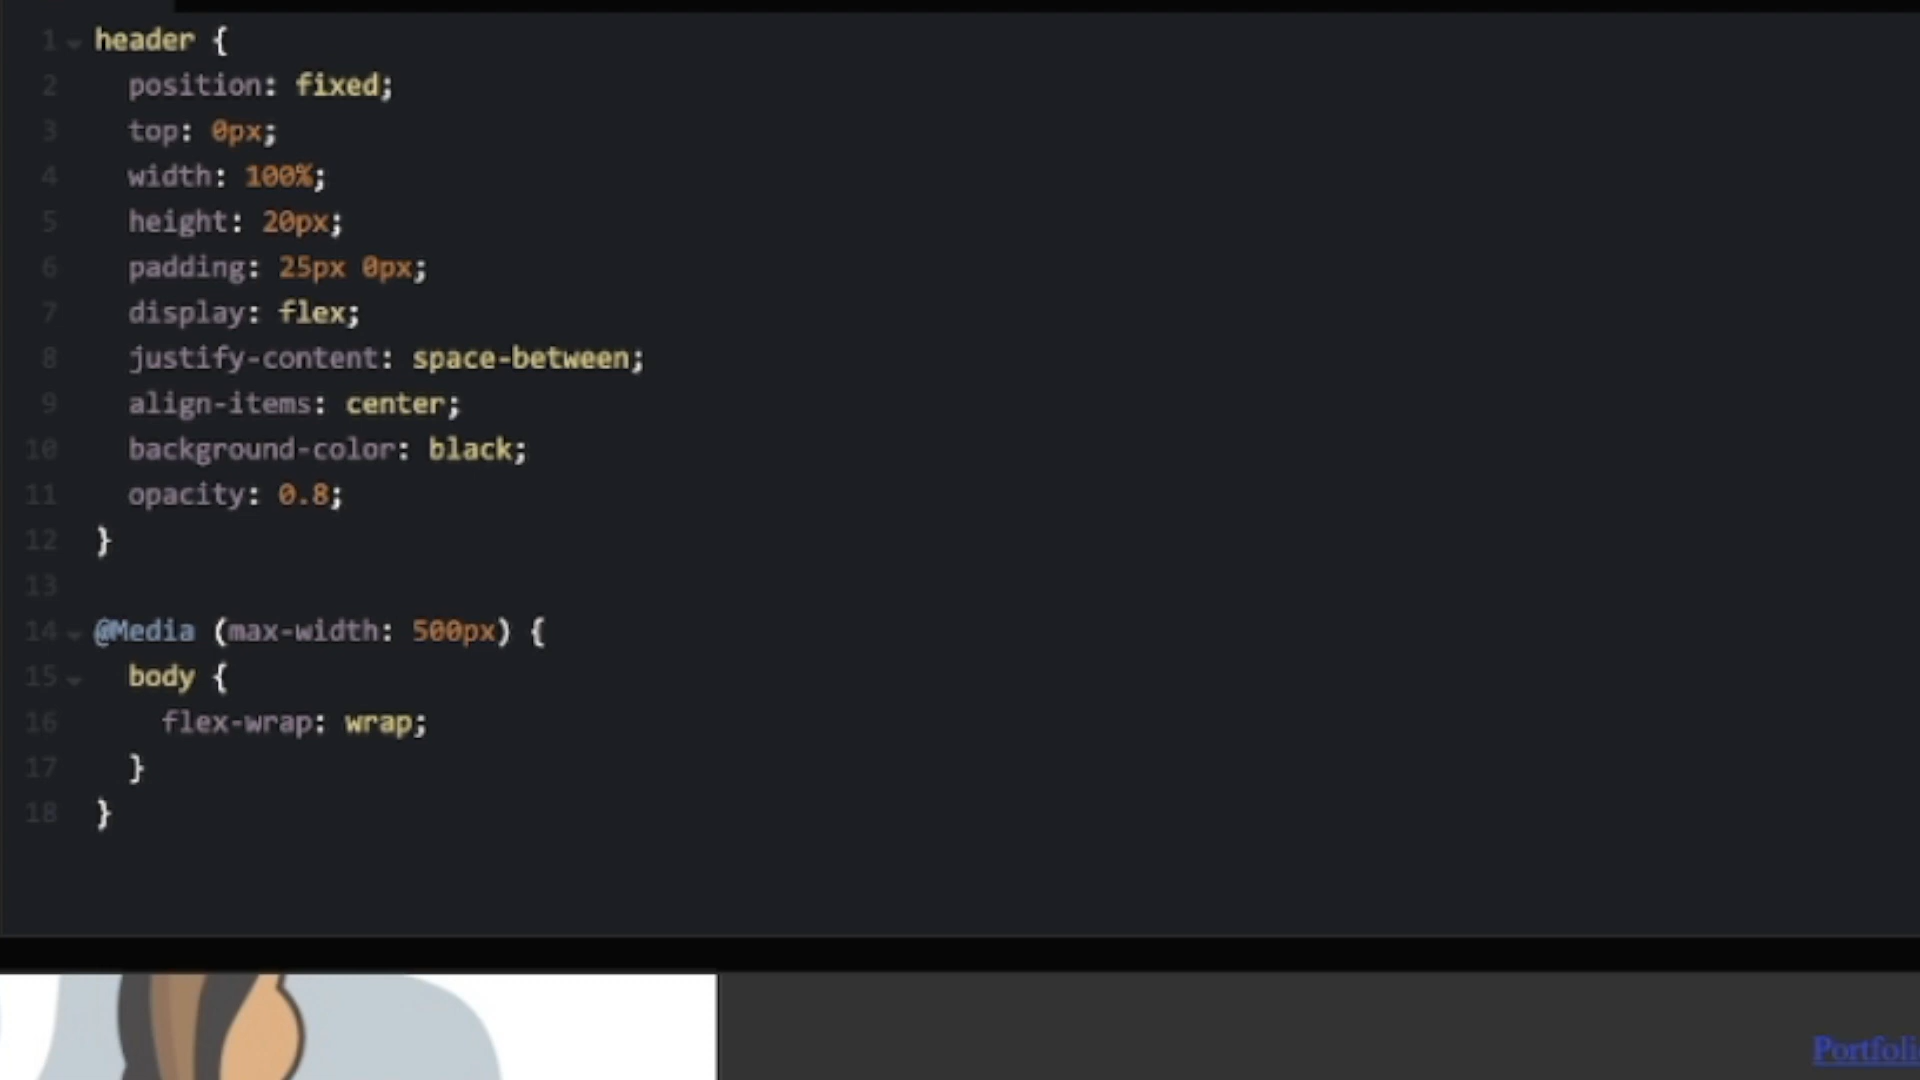 1 header {
2 position: fixed;
3 top: 0px;
4 width: 100%;
5 height: 20px;
6 padding: 25px 0px;
7 display: flex;
8 justify-content: space-between;
9 align-items: center;
10 background-color: black;
11 opacity: 0.8;
12 }
13
14 @Media (max-width: 500px) {
15 body {
16 flex-wrap: wrap;
17 }
18 }
Portfoli